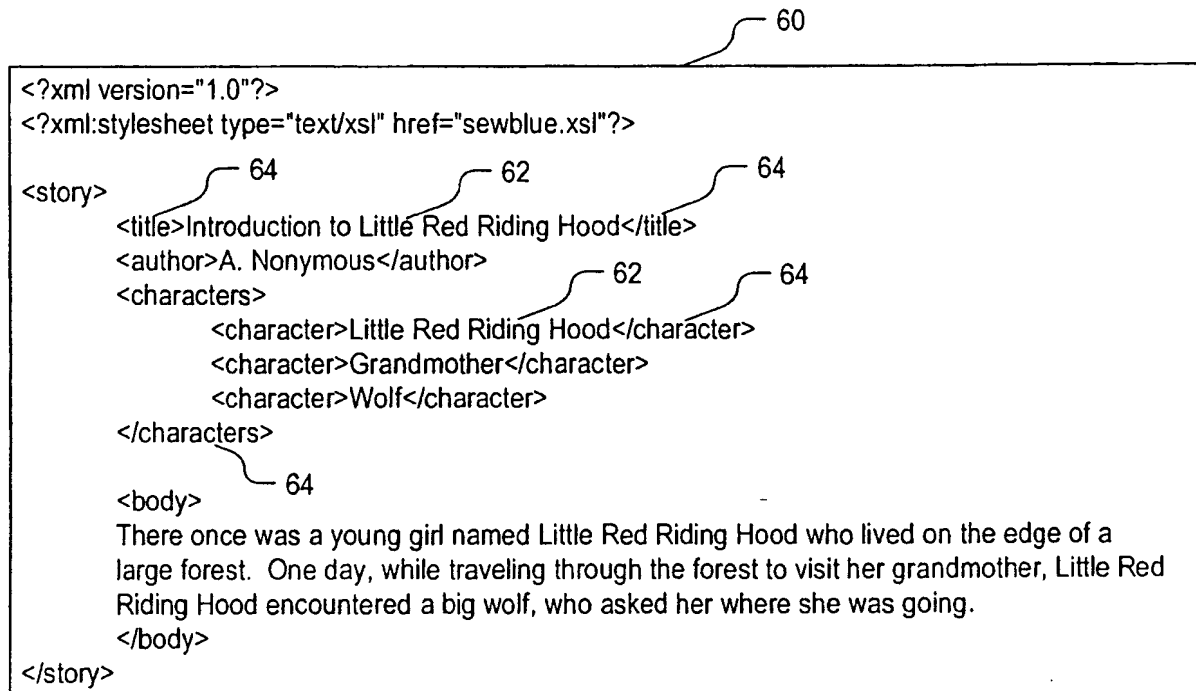 60
<?xml version="1.0"?>
<?xml:stylesheet type="text/xsl" href="sewblue.xsl"?>
64 62 64
<story>
<title>Introduction to Little Red Riding Hood</title>
<author>A. Nonymous</author>
62 64
<characters>
<character>Little Red Riding Hood</character>
<character>Grandmother</character>
<character>Wolf</character>
</characters>
64
<body>
There once was a young girl named Little Red Riding Hood who lived on the edge of a
large forest.  One day, while traveling through the forest to visit her grandmother, Little Red
Riding Hood encountered a big wolf, who asked her where she was going.
</body>
</story>